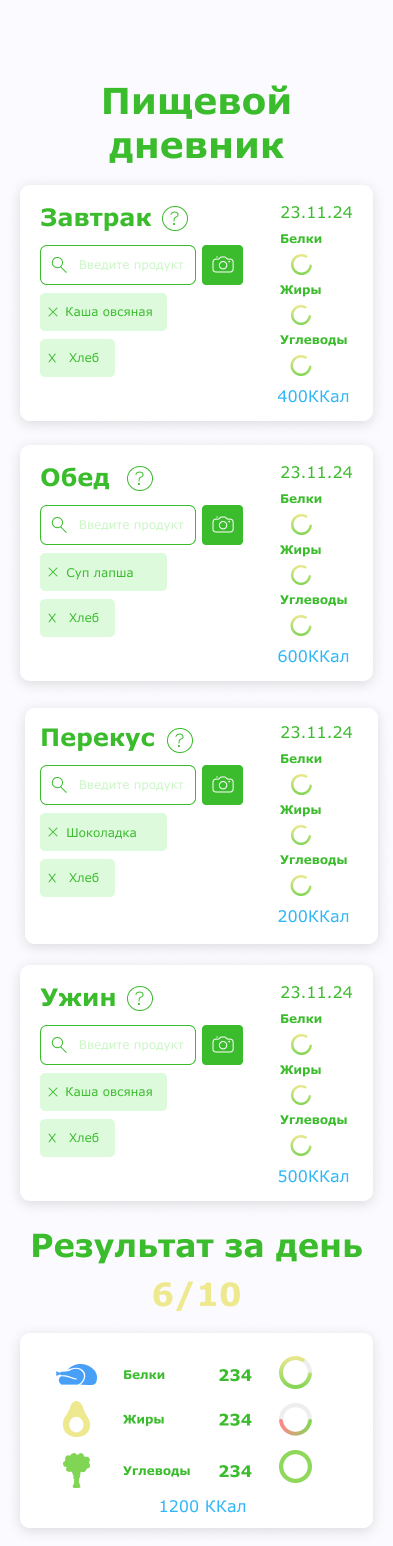 Пищевой
дневник
Завтрак ?
23.11.24
Введите продукт
Белки
Жиры
× Каша овсяная
Углеводы
x Хлеб
400ККал
Обед ?
23.11.24
Введите продукт
Белки
Жиры
× Суп лапша
Углеводы
x Хлеб
600ККал
Перекус ?
23.11.24
Введите продукт
Белки
Жиры
× Шоколадка
Углеводы
x Хлеб
200ККал
Ужин ?
23.11.24
Введите продукт
Белки
Жиры
× Каша овсяная
Углеводы
x Хлеб
500ККал
Результат за день
6/10
Белки 234
Жиры 234
Углеводы 234
1200 ККал